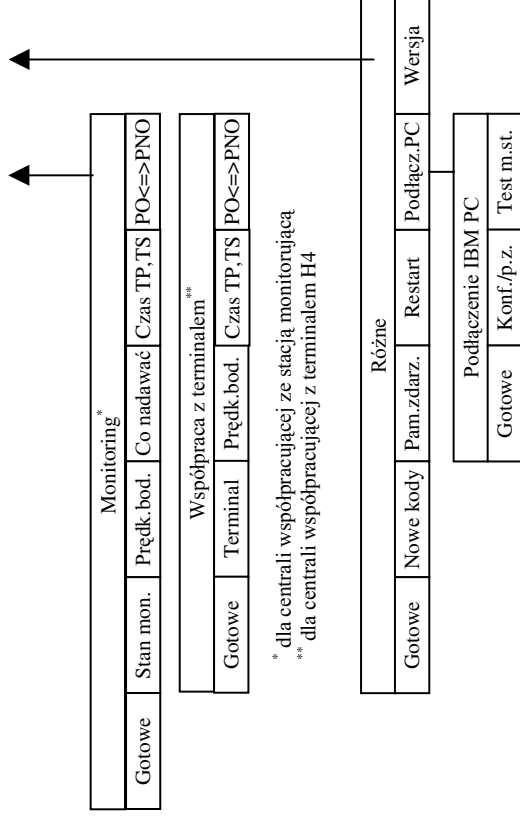 Monitoring*
Gotowe Stan mon. Prędk.bod. Co nadawać Czas TP,TS PO<=>PNO
Współpraca z terminalem**
Gotowe Terminal Prędk.bod. Czas TP,TS PO<=>PNO
* dla centrali współpracującej ze stacją monitorującą
** dla centrali współpracującej z terminalem H4
Różne
Gotowe Nowe kody Pam.zdarz. Restart Podłącz.PC Wersja
Podłączenie IBM PC
Gotowe Konf./p.z. Test m.st.